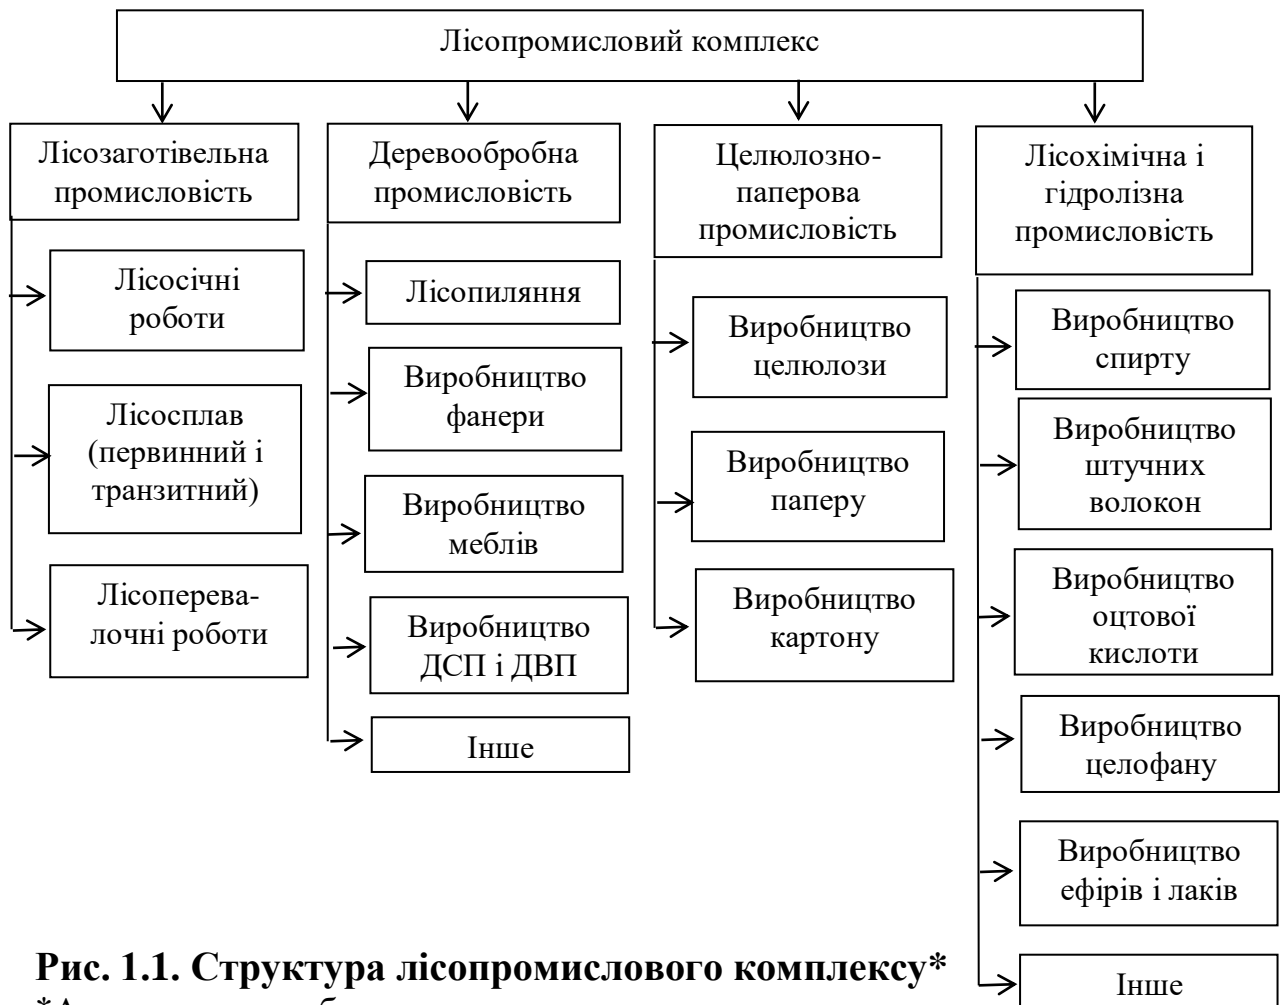 Лісопромисловий комплекс
Лісозаготівельна
промисловість
Лісосічні
роботи
Лісосплав
(первинний і
транзитний)
Лісоперева-
лочні роботи
Деревообробна
промисловість
Лісопиляння
Виробництво
фанери
Виробництво
меблів
Виробництво
ДСП і ДВП
Інше
Целюлозно-
паперова
промисловість
Виробництво
целюлози
Виробництво
паперу
Виробництво
картону
Лісохімічна і
гідролізна
промисловість
Виробництво
спирту
Виробництво
штучних
волокон
Виробництво
оцтової
кислоти
Виробництво
целофану
Виробництво
ефірів і лаків
Інше
Рис. 1.1. Структура лісопромислового комплексу*